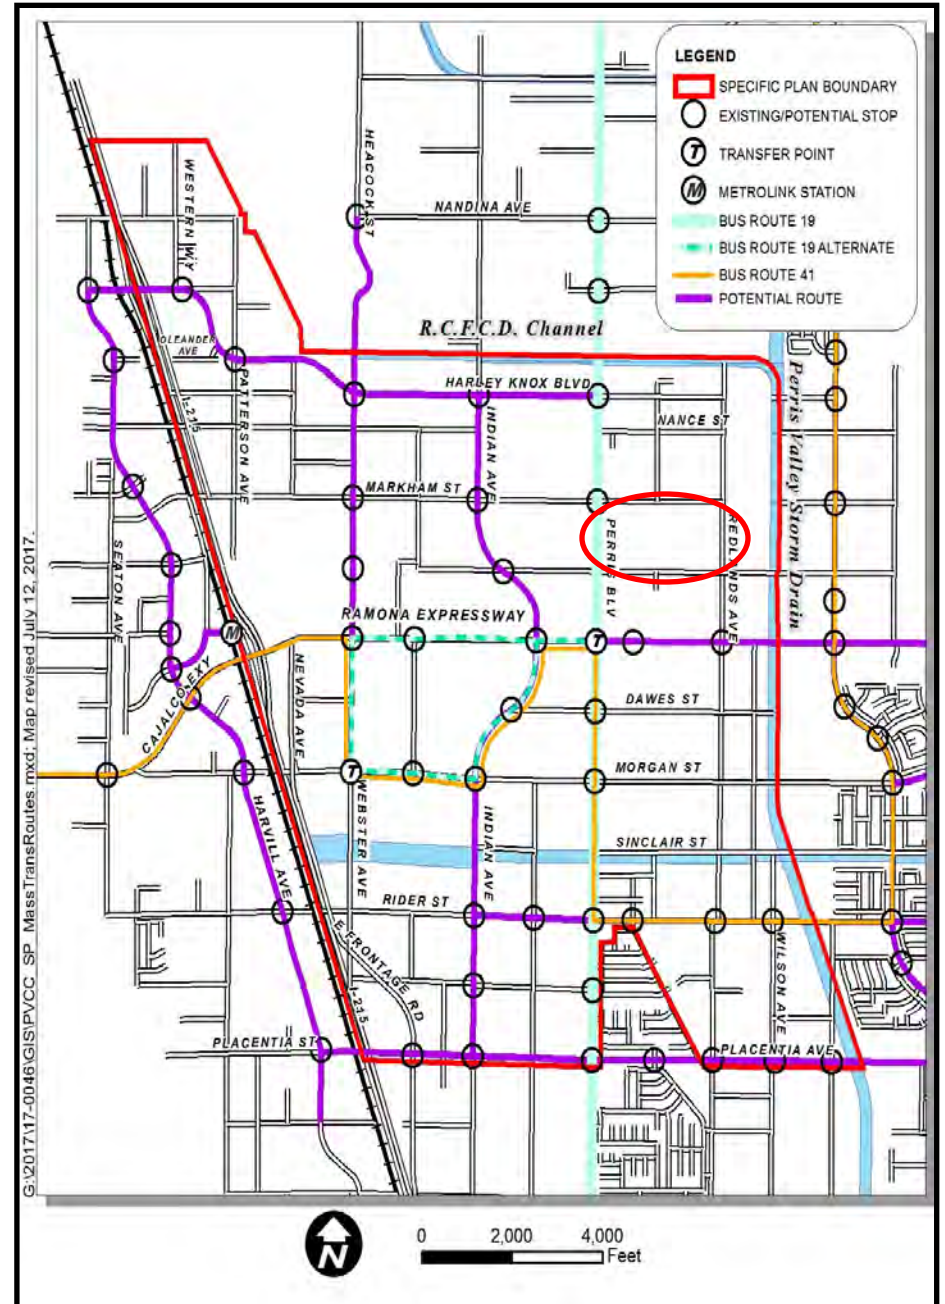 LEGEND
SPECIFIC PLAN BOUNDARY
EXISTING/POTENTIAL STOP
T TRANSFER POINT
M METROLINK STATION
BUS ROUTE 19
BUS ROUTE 19 ALTERNATE
BUS ROUTE 41
POTENTIAL ROUTE
HEACOCK ST
WESTERN WY
NANDINA AVE
R.C.F.C.D. Channel
OLEANDER
AVE
HARLEY KNOX BLVD
PATTERSON AVE
I-215
INDIAN AVE
NANCE ST
Perris Valley Storm Drain
MARKHAM ST
PERRIS BLV
REDLANDS AVE
SEATON AVE
RAMONA EXPRESSWAY
M
T
NEVADA AVE
CAJALCO EXY
DAWES ST
T
MORGAN ST
HARVILL AVE
WEBSTER AVE
INDIAN AVE
SINCLAIR ST
RIDER ST
E FRONTAGE RD
WILSON AVE
I-215
PLACENTIA ST
PLACENTIA AVE
G:\2017\17-0046\GIS\PVCC_SP_MassTransRoutes.mxd; Map revised July 12, 2017.
N
0 2,000 4,000
Feet